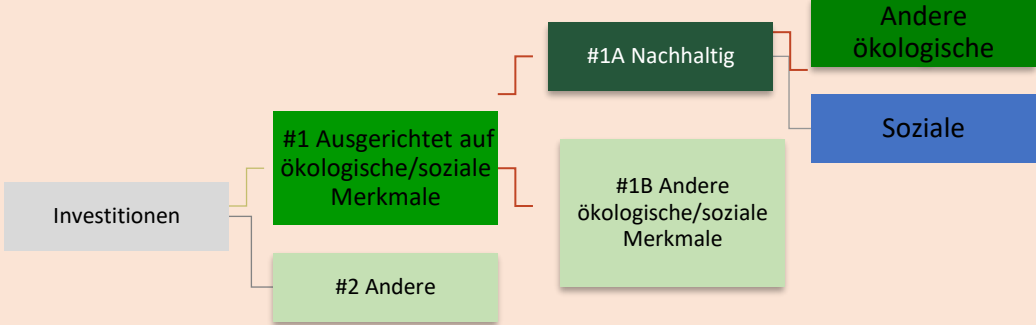 Investitionen
#1 Ausgerichtet auf
ökologische/soziale
Merkmale
#2 Andere
#1A Nachhaltig
#1B Andere
ökologische/soziale
Merkmale
Andere
ökologische
Soziale